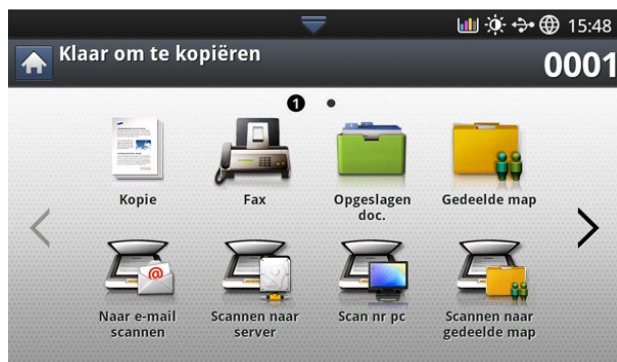 15:48
Klaar om te kopiëren
0001
1
Kopie
Fax
Opgeslagen
doc.
Gedeelde map
Naar e-mail
scannen
Scannen naar
server
Scan nr pc
Scannen naar
gedeelde map